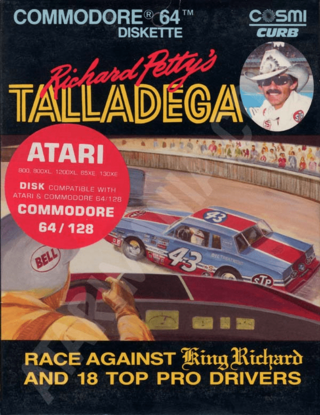 COMMODORE® 64™
DISKETTE
COSMI
CURB
Richard Petty's
TALLADEGA
ATARI
800, 800XL, 1200XL, 65XE, 130XE
DISK COMPATIBLE WITH
ATARI & COMMODORE 64/128
COMMODORE
64 / 128
43
43
STP
BELL
RACE AGAINST King Richard
AND 18 TOP PRO DRIVERS